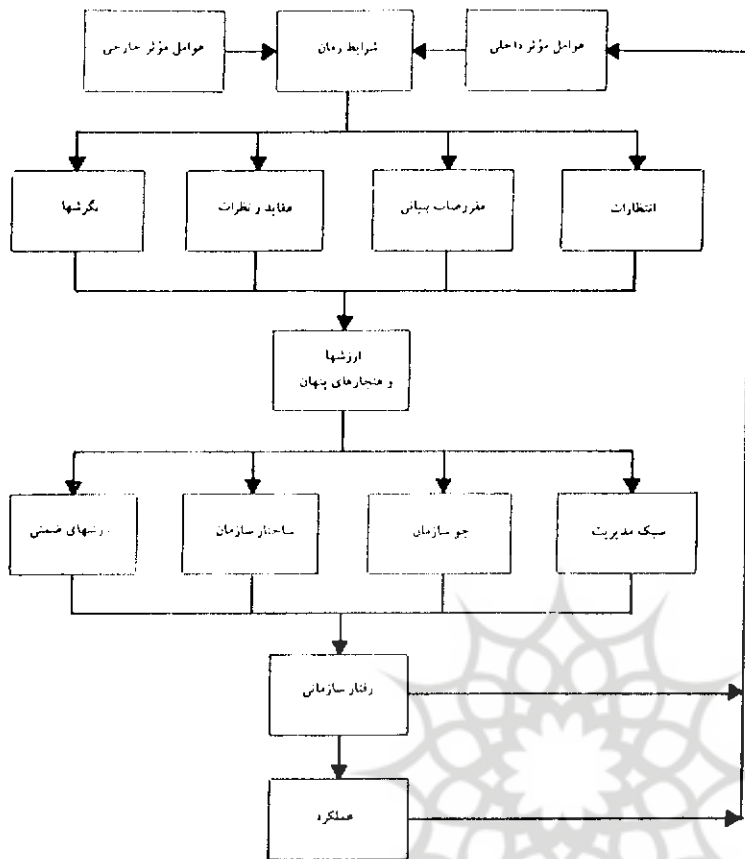 عوامل مؤثر داخلی
شرایط زمان
عوامل مؤثر خارجی
انتظارات
مفروضات بنیانی
عقاید و نظرات
نگرشها
ارزشها
و هنجارهای پنهان
سبک مدیریت
جو سازمان
ساختار سازمان
ضمنی
رفتار سازمانی
عملکرد